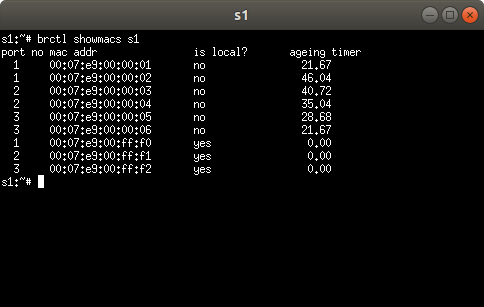 s1
s1:~# brctl showmacs s1
port no mac addr is local? ageing timer
1 00:07:e9:00:00:01 no 21.67
1 00:07:e9:00:00:02 no 46.04
2 00:07:e9:00:00:03 no 40.72
2 00:07:e9:00:00:04 no 35.04
3 00:07:e9:00:00:05 no 28.68
3 00:07:e9:00:00:06 no 21.67
1 00:07:e9:00:ff:f0 yes 0.00
2 00:07:e9:00:ff:f1 yes 0.00
3 00:07:e9:00:ff:f2 yes 0.00
s1:~#